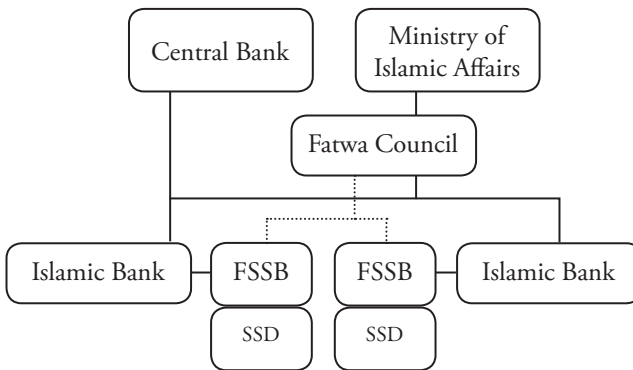 Central Bank
Ministry of
Islamic Affairs
Fatwa Council
Islamic Bank
FSSB
FSSB
Islamic Bank
SSD
SSD